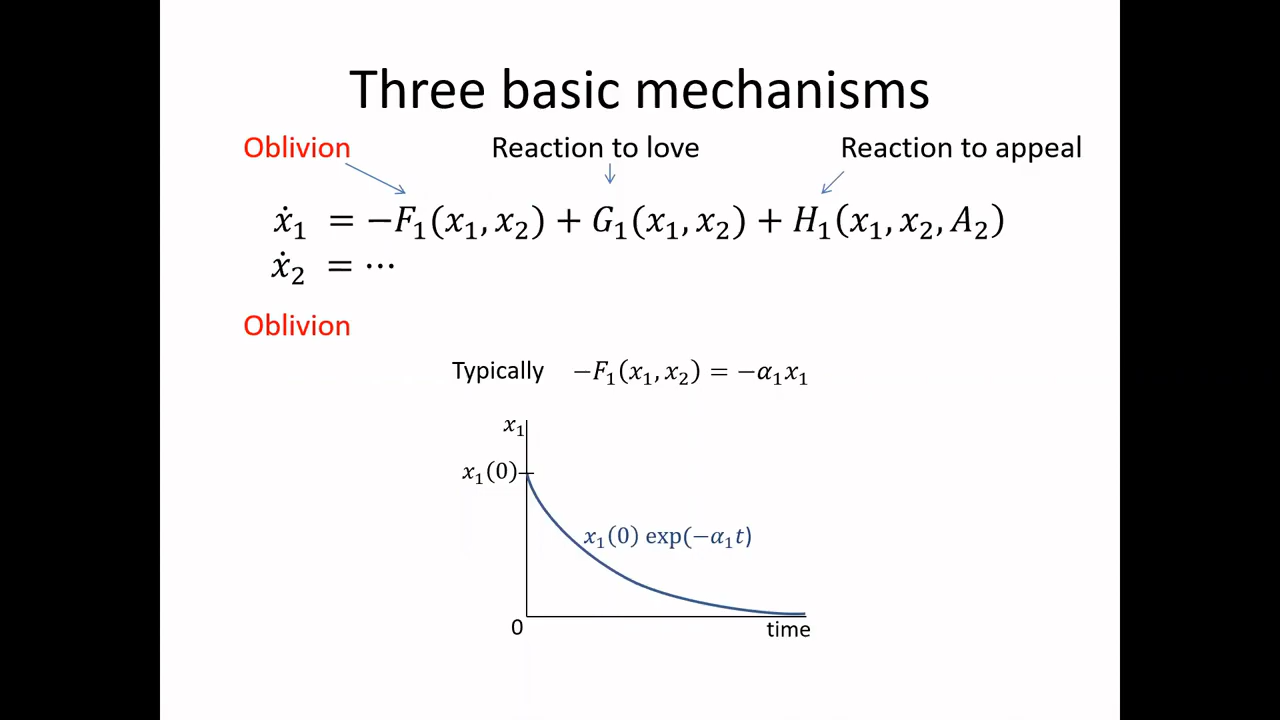 Three basic mechanisms
Oblivion Reaction to love Reaction to appeal
ẋ₁ = −F₁(x₁, x₂) + G₁(x₁, x₂) + H₁(x₁, x₂, A₂)
ẋ₂ = ⋯
Oblivion
Typically −F₁(x₁, x₂) = −α₁x₁
x₁
x₁(0)
x₁(0) exp(−α₁t)
0 time